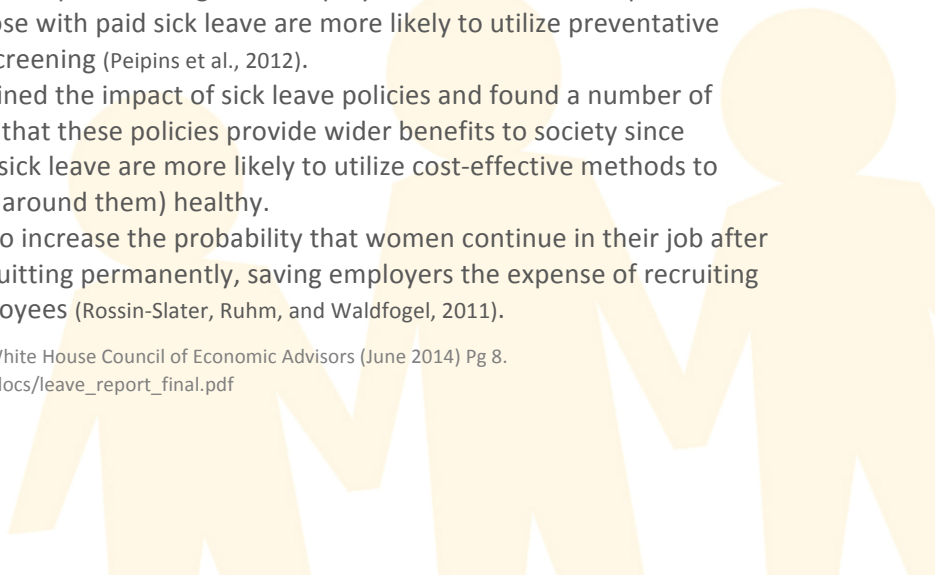 ose with paid sick leave are more likely to utilize preventative
creening (Peipins et al., 2012).
ined the impact of sick leave policies and found a number of
that these policies provide wider benefits to society since
sick leave are more likely to utilize cost-effective methods to
around them) healthy.
o increase the probability that women continue in their job after
uitting permanently, saving employers the expense of recruiting
oyees (Rossin-Slater, Ruhm, and Waldfogel, 2011).
White House Council of Economic Advisors (June 2014) Pg 8.
docs/leave_report_final.pdf